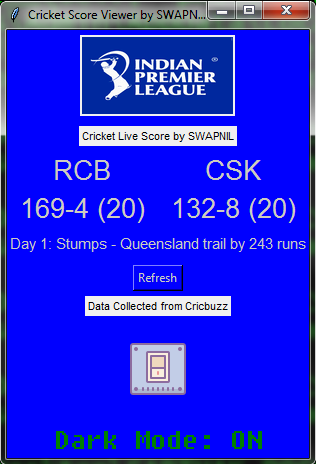 Cricket Score Viewer by SWAPN...
INDIAN
PREMIER
LEAGUE
®
Cricket Live Score by SWAPNIL
RCB CSK
169-4 (20) 132-8 (20)
Day 1: Stumps - Queensland trail by 243 runs
Refresh
Data Collected from Cricbuzz
Dark Mode: ON